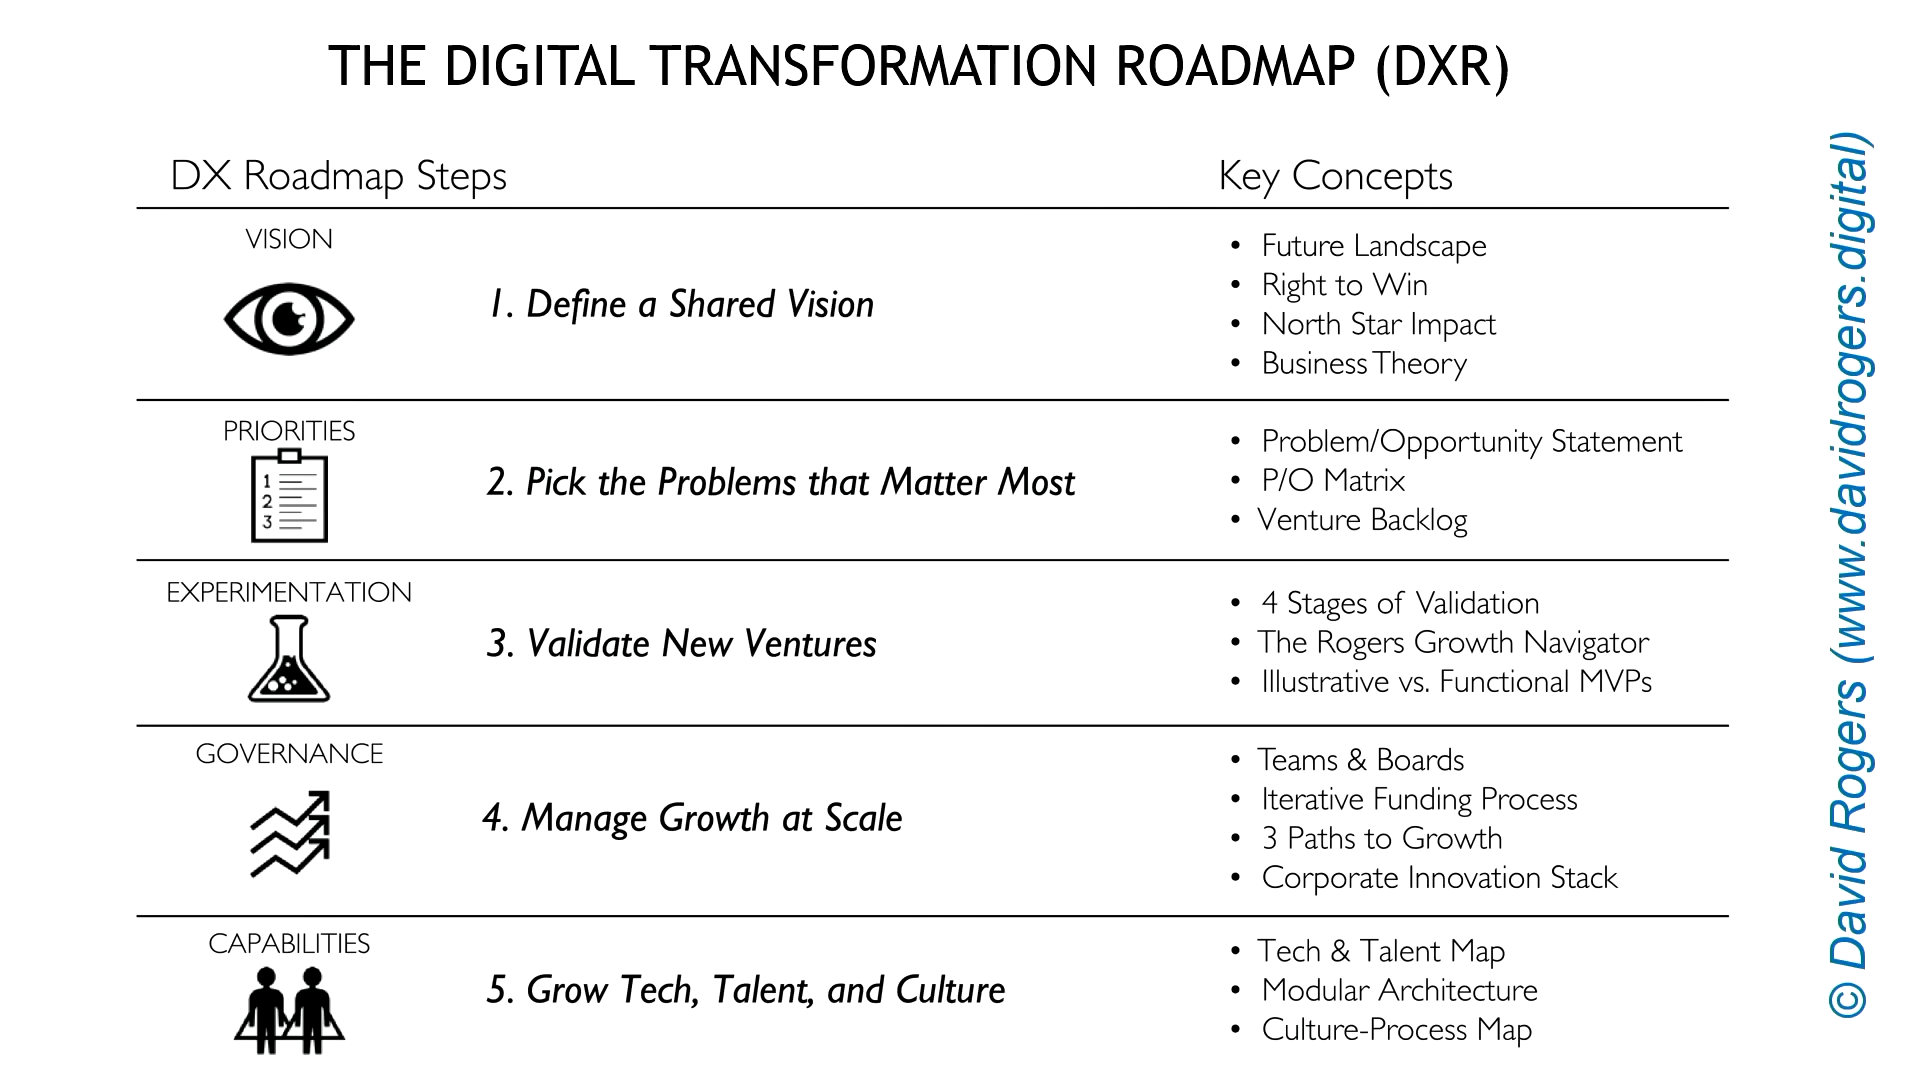 THE DIGITAL TRANSFORMATION ROADMAP (DXR)
DX Roadmap Steps
Key Concepts
VISION
1. Define a Shared Vision
• Future Landscape
• Right to Win
• North Star Impact
• Business Theory
PRIORITIES
1
2
3
2. Pick the Problems that Matter Most
• Problem/Opportunity Statement
• P/O Matrix
• Venture Backlog
EXPERIMENTATION
3. Validate New Ventures
• 4 Stages of Validation
• The Rogers Growth Navigator
• Illustrative vs. Functional MVPs
GOVERNANCE
4. Manage Growth at Scale
• Teams & Boards
• Iterative Funding Process
• 3 Paths to Growth
• Corporate Innovation Stack
CAPABILITIES
5. Grow Tech, Talent, and Culture
• Tech & Talent Map
• Modular Architecture
• Culture-Process Map
© David Rogers (www.davidrogers.digital)